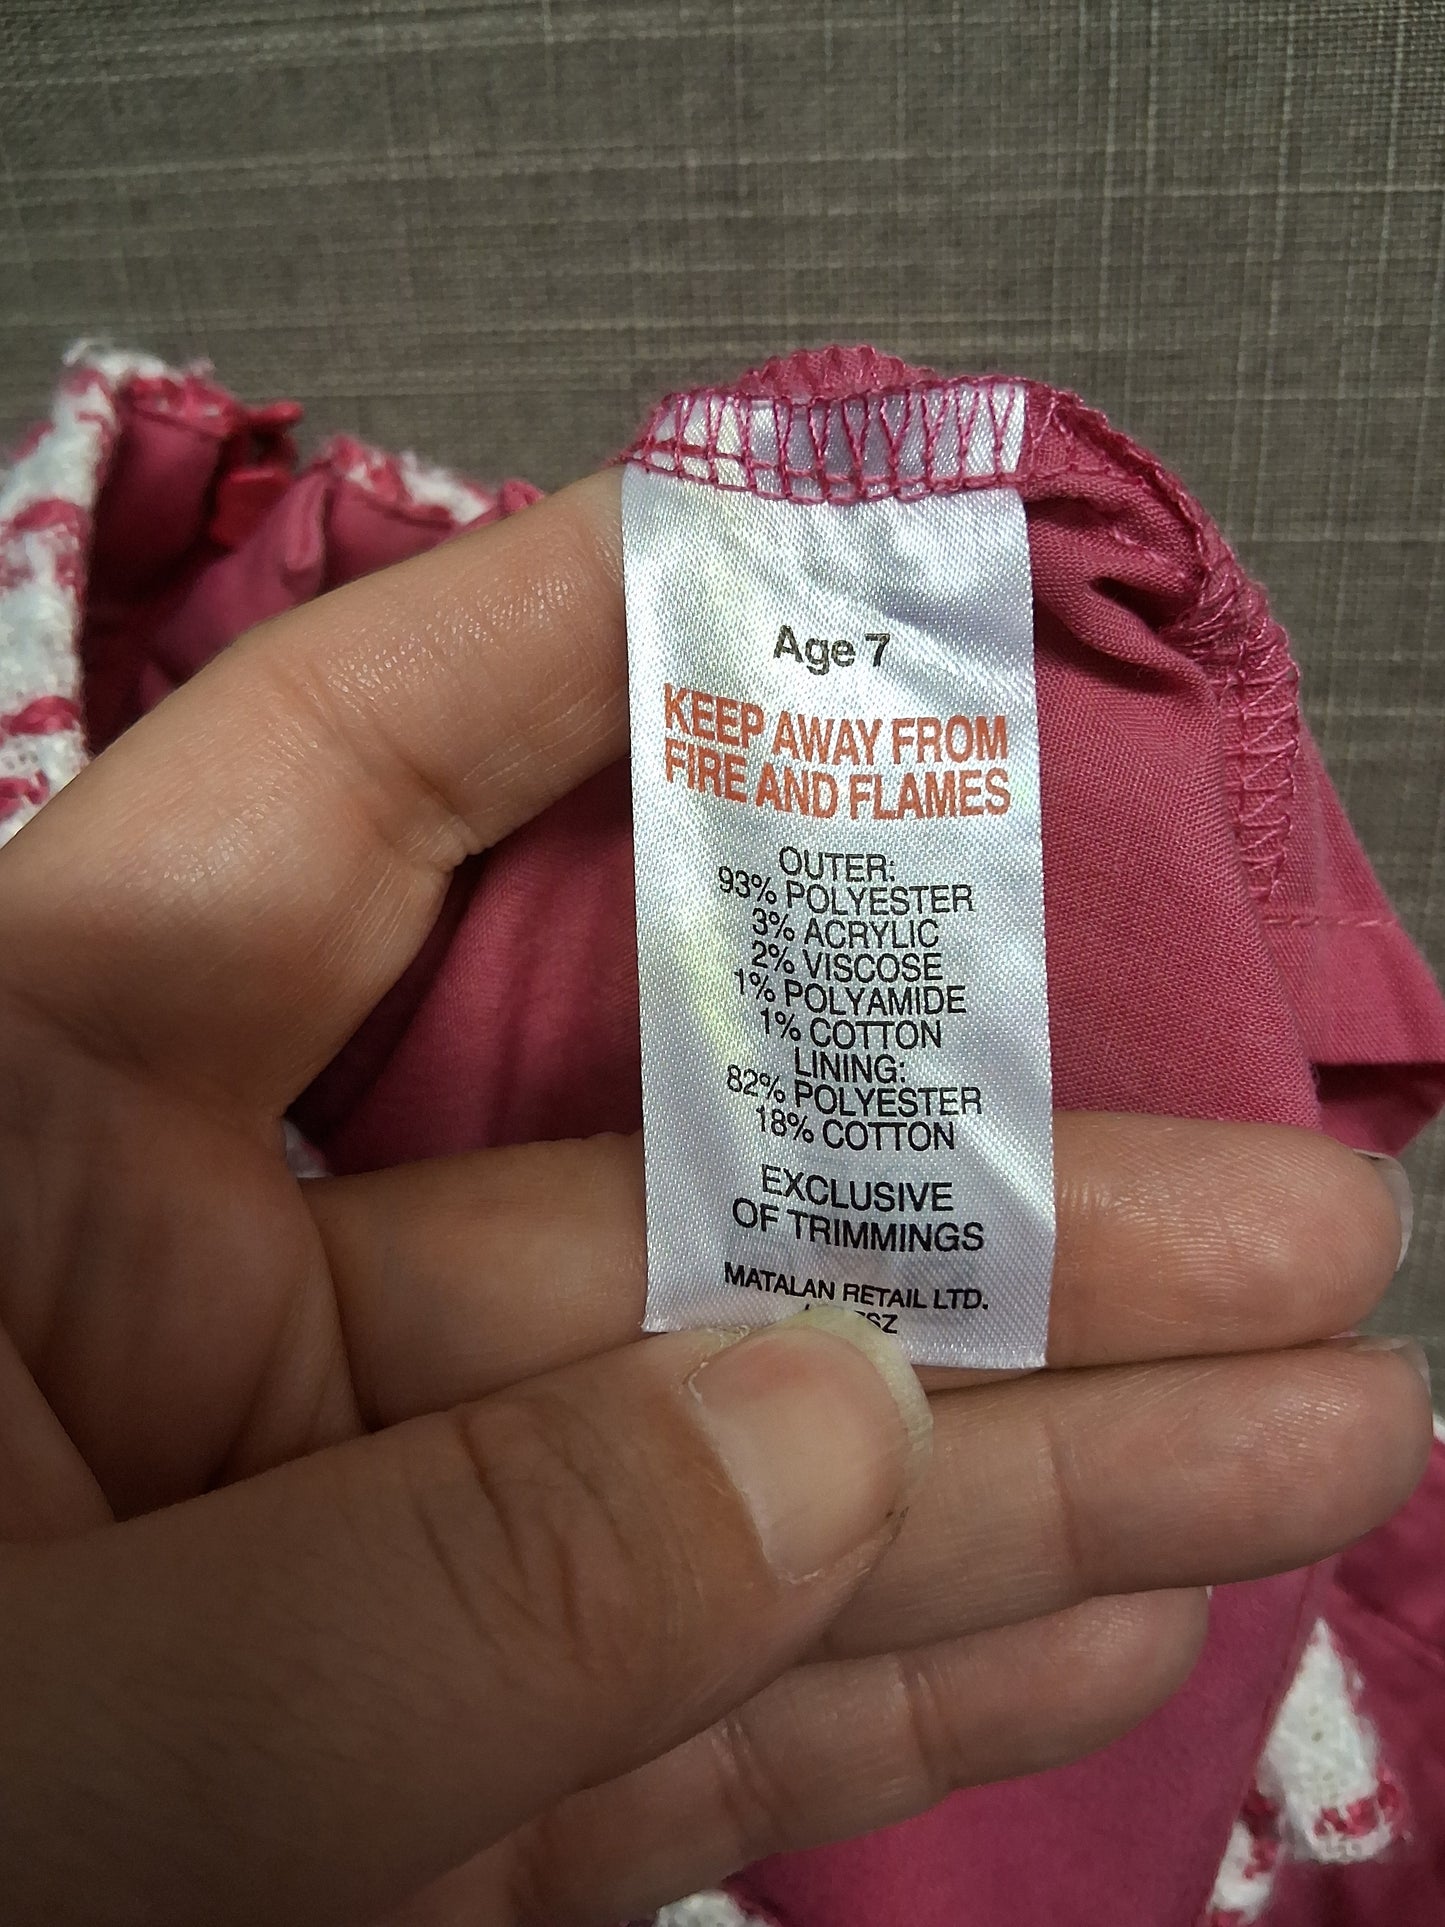 Age 7
KEEP AWAY FROM
FIRE AND FLAMES
OUTER:
93% POLYESTER
3% ACRYLIC
2% VISCOSE
1% POLYAMIDE
1% COTTON
LINING:
82% POLYESTER
18% COTTON
EXCLUSIVE
OF TRIMMINGS
MATALAN RETAIL LTD.